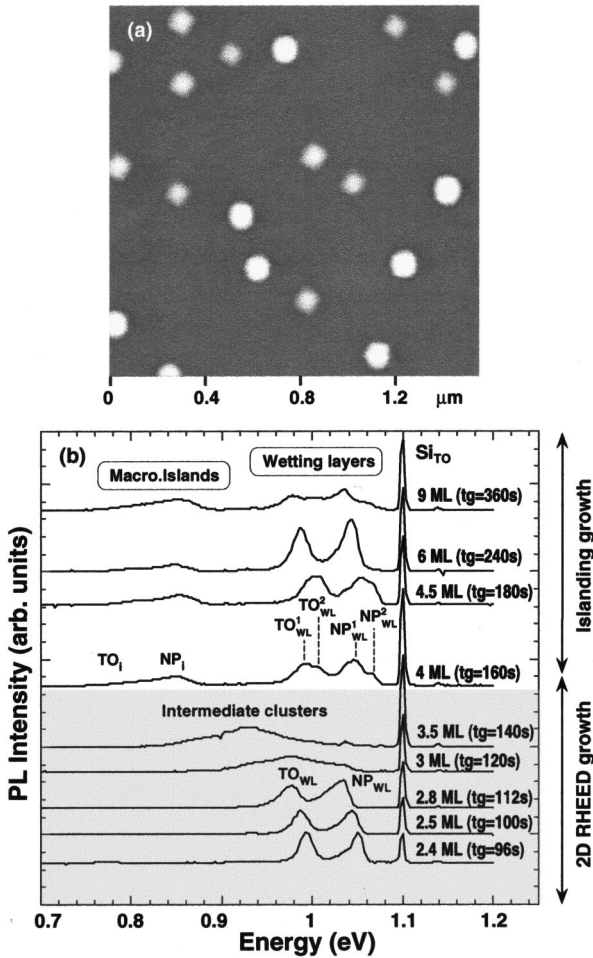 (a)
0 0.4 0.8 1.2 μm
(b)
Macro.Islands
Wetting layers
Si_TO
9 ML (tg=360s)
6 ML (tg=240s)
4.5 ML (tg=180s)
TO¹_WL TO²_WL NP¹_WL NP²_WL
TO_i NP_i
4 ML (tg=160s)
Intermediate clusters
3.5 ML (tg=140s)
3 ML (tg=120s)
TO_WL NP_WL
2.8 ML (tg=112s)
2.5 ML (tg=100s)
2.4 ML (tg=96s)
PL Intensity (arb. units)
Islanding growth
2D RHEED growth
0.7 0.8 0.9 1 1.1 1.2
Energy (eV)